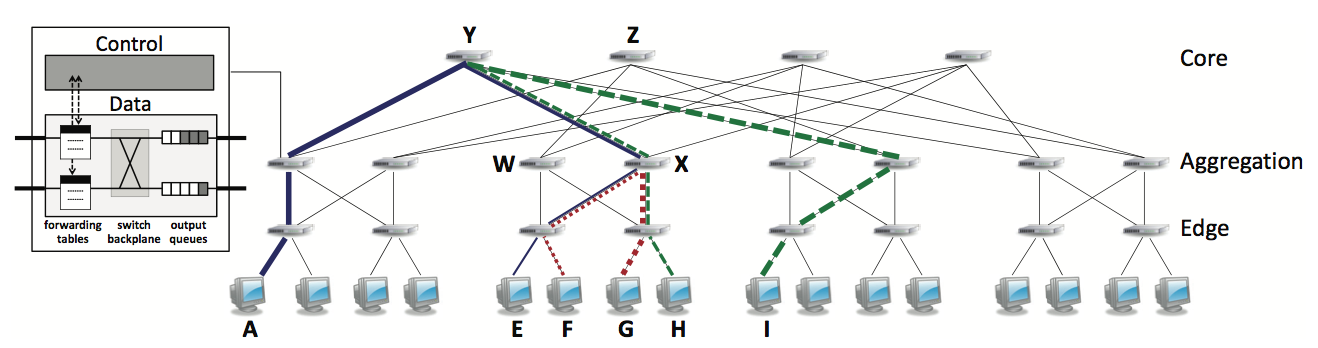 Control
Data
forwarding
tables
switch
backplane
output
queues
Y
Z
Core
W
X
Aggregation
Edge
A
E
F
G
H
I